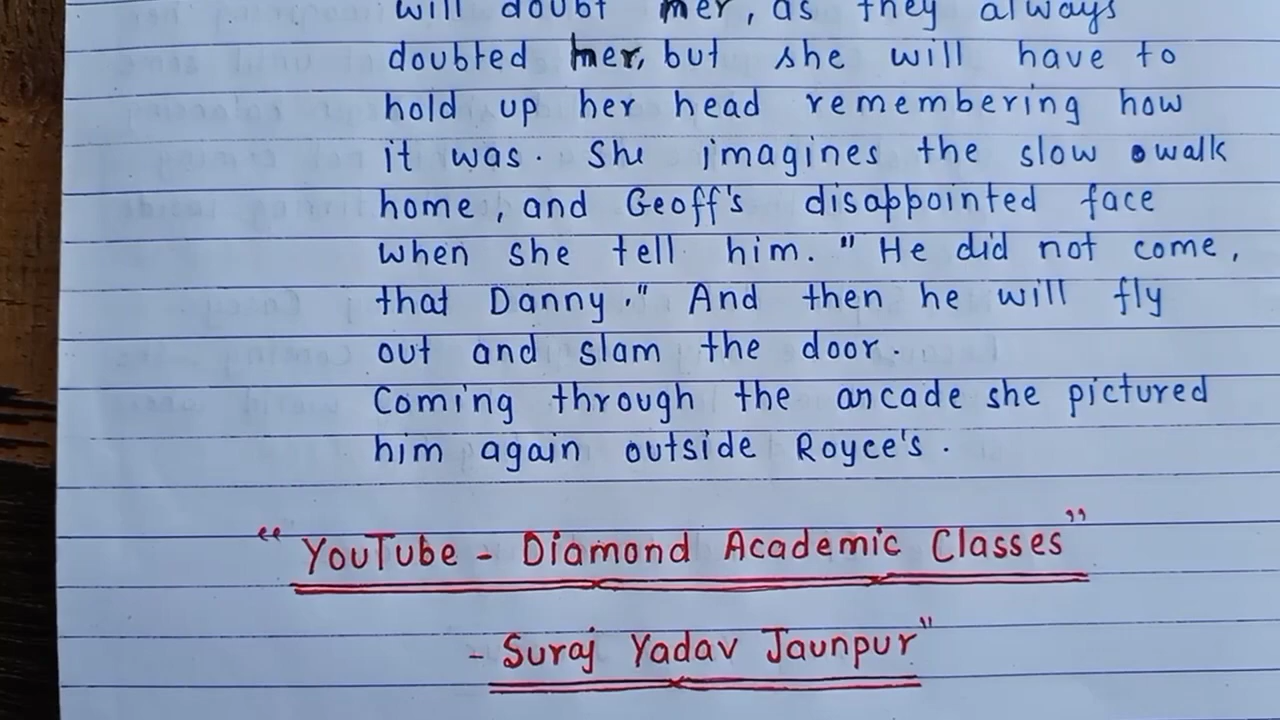 will doubt her, as they always
doubted her, but she will have to
hold up her head remembering how
it was. She imagines the slow walk
home, and Geoff's disappointed face
when she tell him. "He did not come,
that Danny." And then he will fly
out and slam the door.
Coming through the arcade she pictured
him again outside Royce's.
"YouTube - Diamond Academic Classes"
- Suraj Yadav Jaunpur"